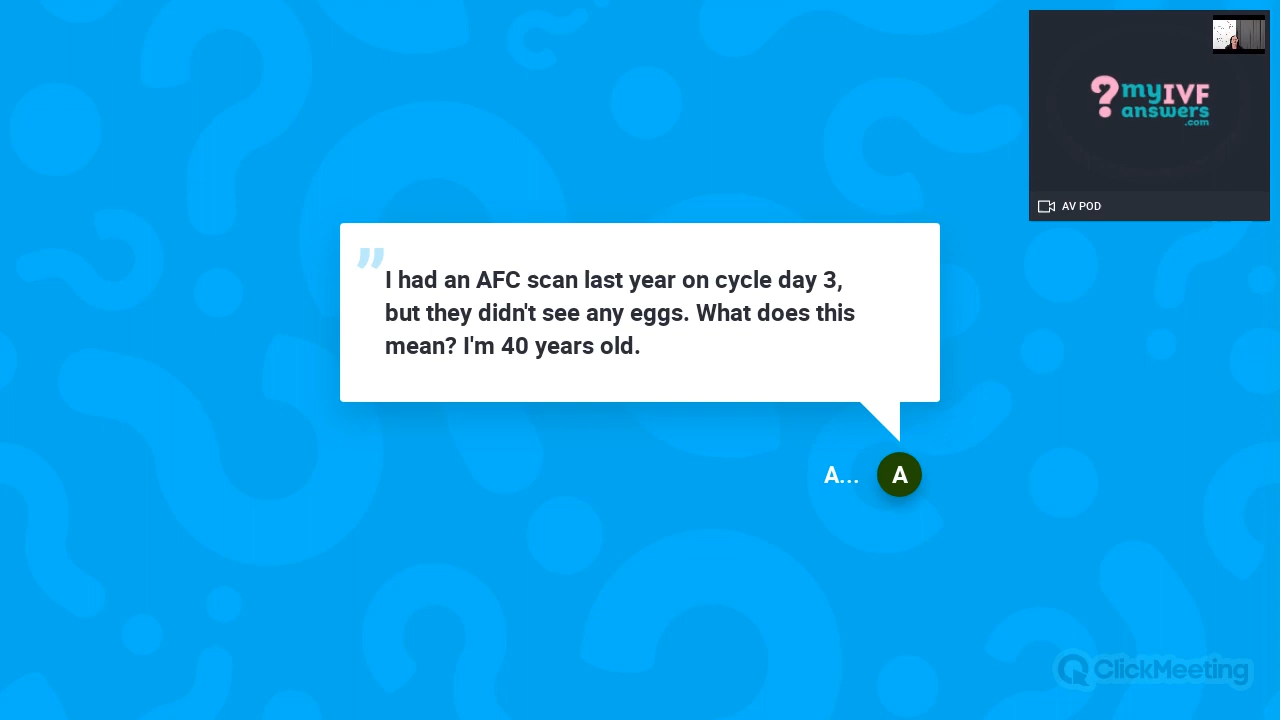 myIVF
answers
.com
AV POD
I had an AFC scan last year on cycle day 3,
but they didn't see any eggs. What does this
mean? I'm 40 years old.
A... A
ClickMeeting